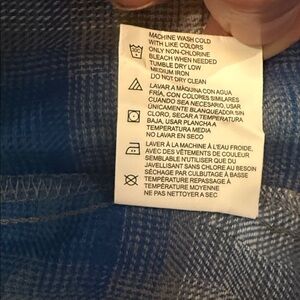 MACHINE WASH COLD
WITH LIKE COLORS
ONLY NON-CHLORINE
BLEACH WHEN NEEDED
TUMBLE DRY LOW
MEDIUM IRON
DO NOT DRY CLEAN
LAVAR A MÁQUINA CON AGUA
FRÍA, CON COLORES SIMILARES
CUANDO SEA NECESARIO, USAR
ÚNICAMENTE BLANQUEADOR SIN
CLORO, SECAR A TEMPERATURA
BAJA, USAR PLANCHA A
TEMPERATURA MEDIA
NO LAVAR EN SECO
LAVER À LA MACHINE À L'EAU FROIDE,
AVEC DES VÊTEMENTS DE COULEUR
SEMBLABLE N'UTILISER QUE DU
JAVELLISANT SANS CHLORE AU BESOIN
SÉCHAGE PAR CULBUTAGE À BASSE
TEMPÉRATURE REPASSAGE À
TEMPÉRATURE MOYENNE
NE PAS NETTOYER A SEC